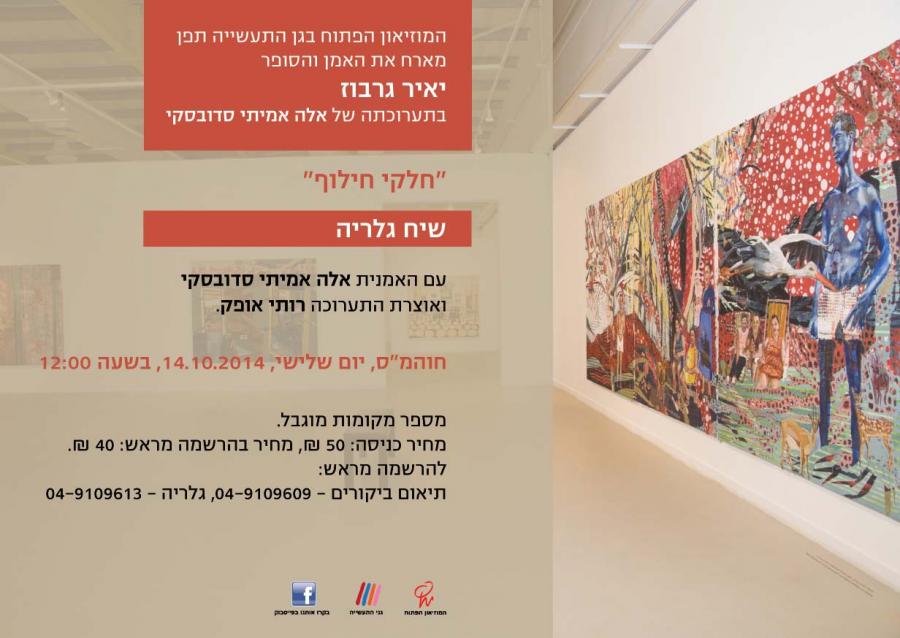 המוזיאון הפתוח בגן התעשייה תפן
מארח את האמן והסופר
יאיר גרבוז
בתערוכתה של אלה אמיתי סדובסקי
"חלקי חילוף"
שיח גלריה
עם האמנית אלה אמיתי סדובסקי
ואוצרת התערוכה רותי אופק.
חוהמ"ס, יום שלישי, 14.10.2014, בשעה 12:00
מספר מקומות מוגבל.
מחיר כניסה: 50 ₪, מחיר בהרשמה מראש: 40 ₪.
להרשמה מראש:
תיאום ביקורים - 04-9109609, גלריה - 04-9109613
המוזיאון הפתוח
גני התעשייה
בקרו אותנו בפייסבוק